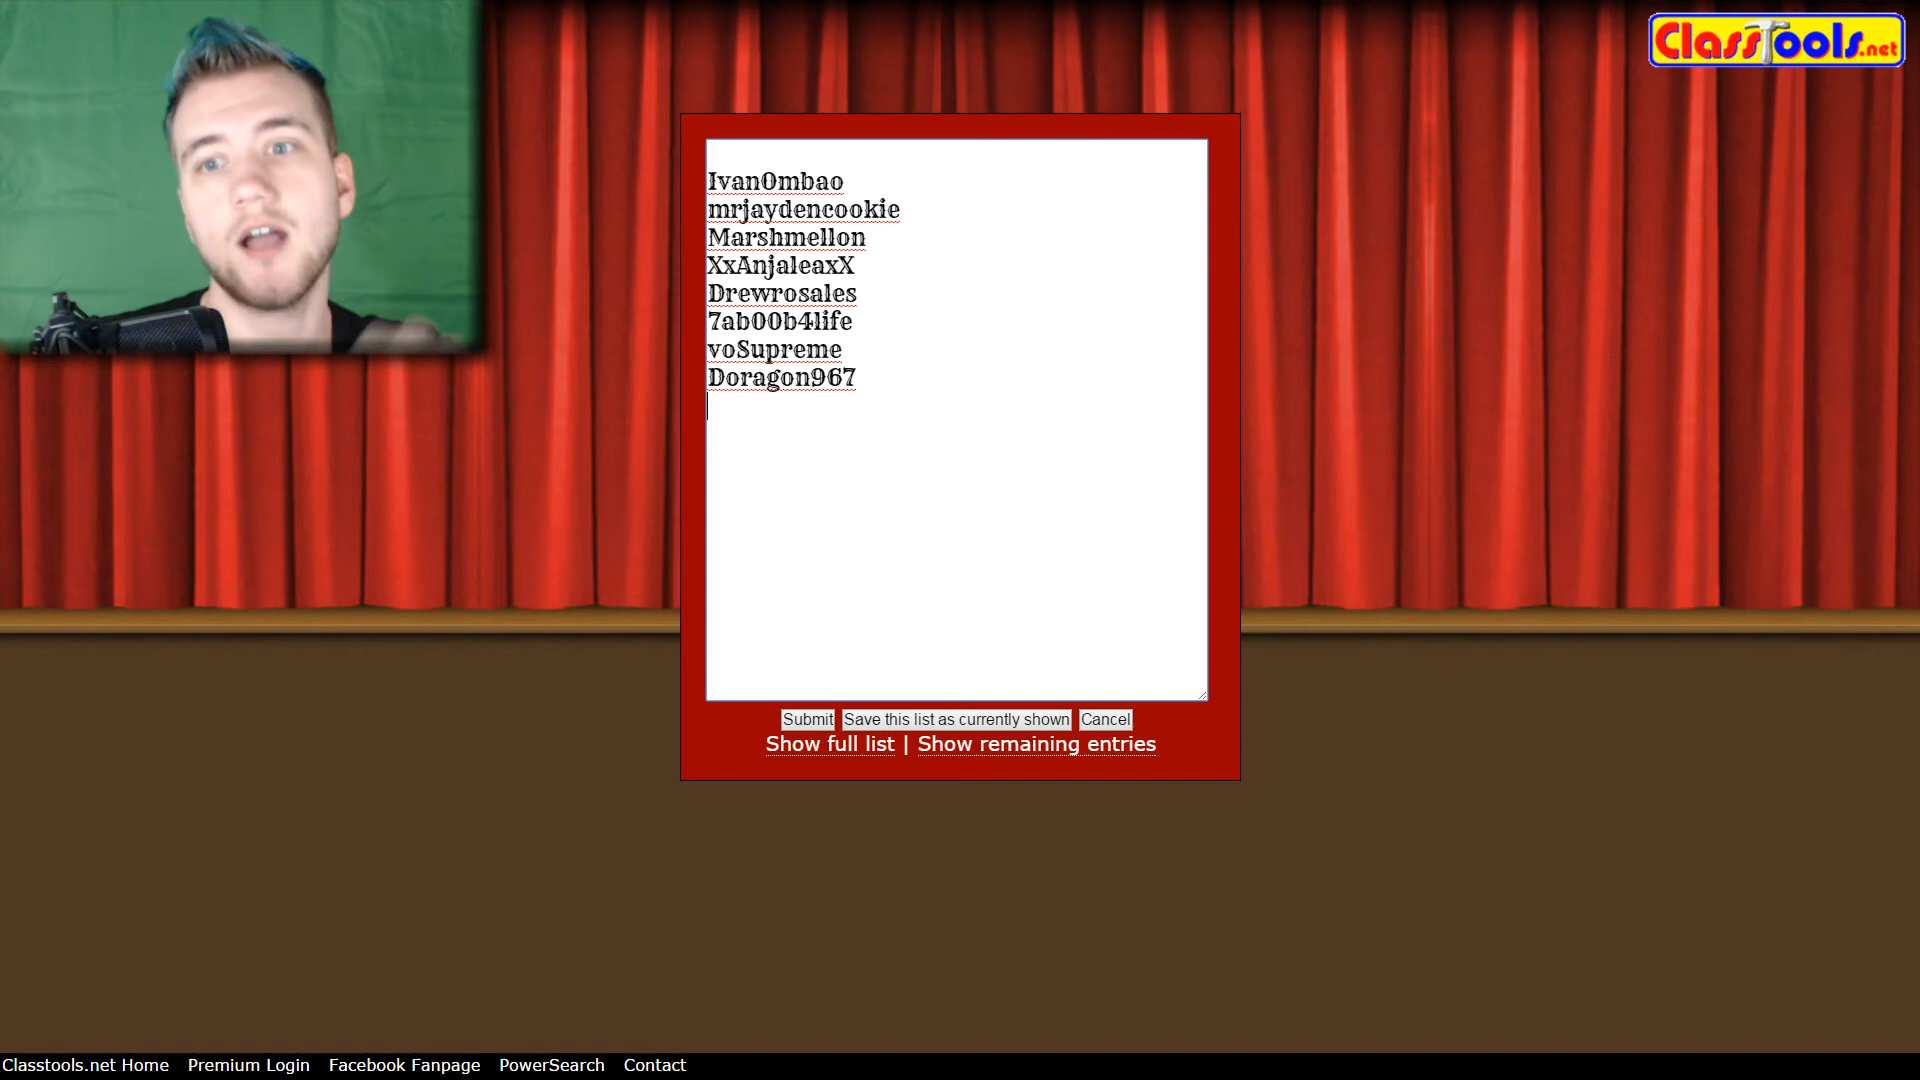 ClassTools.net
IvanOmbao
mrjaydencookie
Marshmellon
XxAnjaleaxX
Drewrosales
7ab00b4life
voSupreme
Doragon967
Submit Save this list as currently shown Cancel
Show full list | Show remaining entries
Classtools.net Home Premium Login Facebook Fanpage PowerSearch Contact